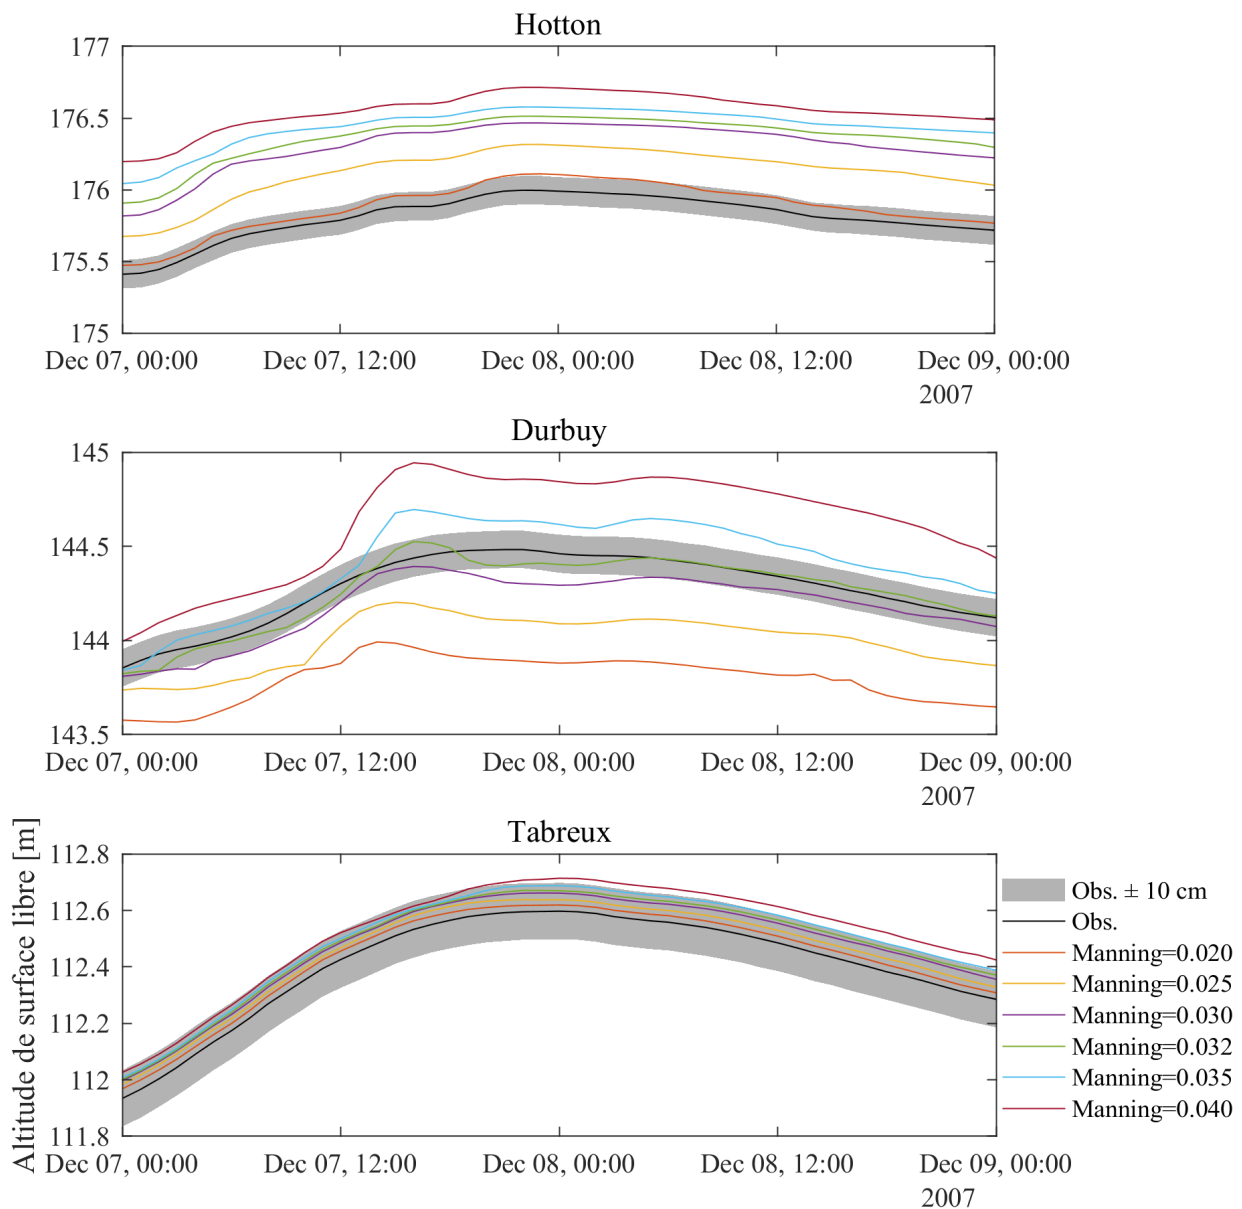 Hotton
177
176.5
176
175.5
175
Dec 07, 00:00 Dec 07, 12:00 Dec 08, 00:00 Dec 08, 12:00 Dec 09, 00:00
2007
Durbuy
145
144.5
144
143.5
Dec 07, 00:00 Dec 07, 12:00 Dec 08, 00:00 Dec 08, 12:00 Dec 09, 00:00
2007
Tabreux
Altitude de surface libre [m]
112.8
112.6
112.4
112.2
112
111.8
Dec 07, 00:00 Dec 07, 12:00 Dec 08, 00:00 Dec 08, 12:00 Dec 09, 00:00
2007
Obs. ± 10 cm
Obs.
Manning=0.020
Manning=0.025
Manning=0.030
Manning=0.032
Manning=0.035
Manning=0.040